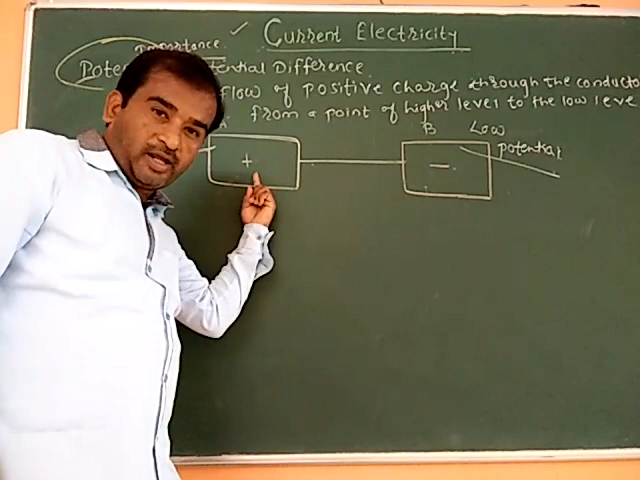 Current Electricity
Importance
Potential Difference
flow of positive charge through the conducto
from a point of higher level to the low leve
B Low
potential
+ –